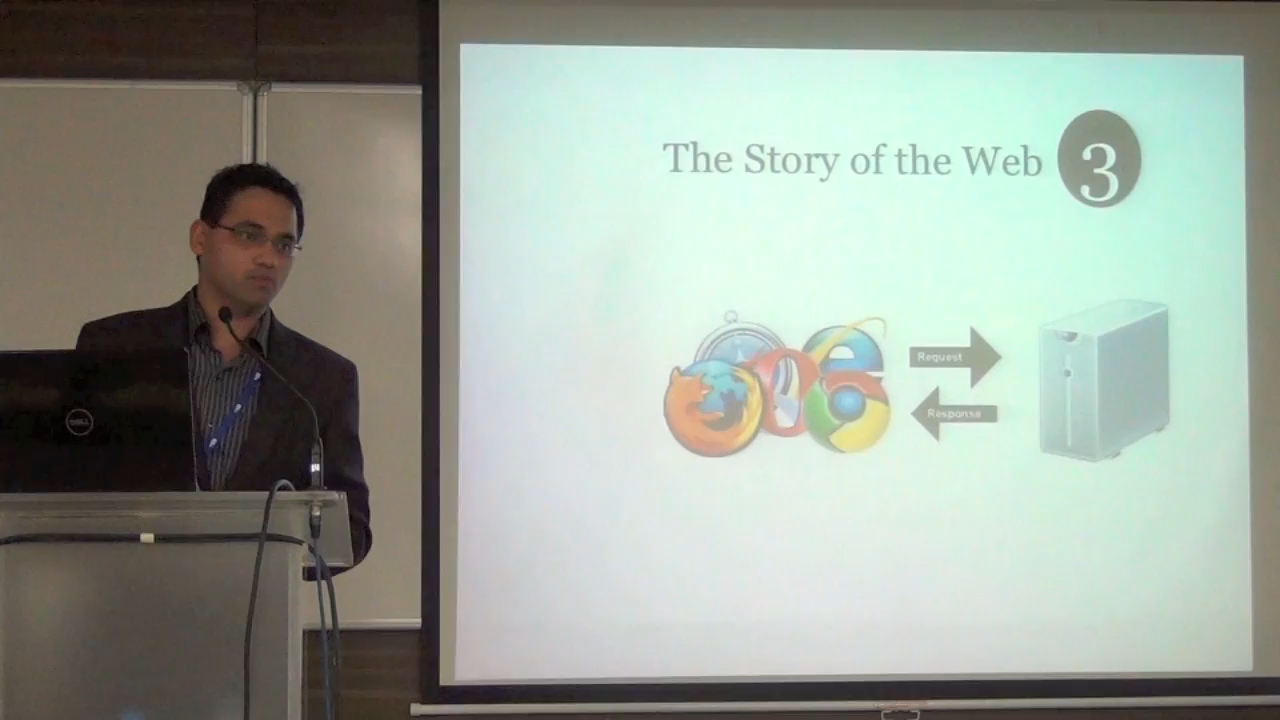 The Story of the Web 3
Request
Response
DELL